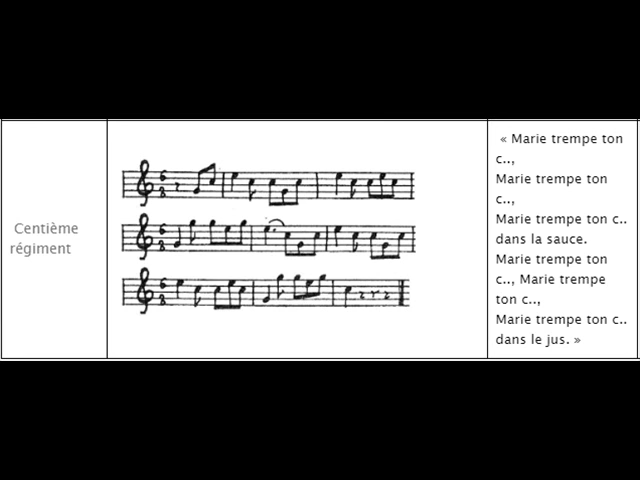 Centième
régiment
« Marie trempe ton
c..,
Marie trempe ton
c..,
Marie trempe ton c..
dans la sauce.
Marie trempe ton
c.., Marie trempe
ton c..,
Marie trempe ton c..
dans le jus. »